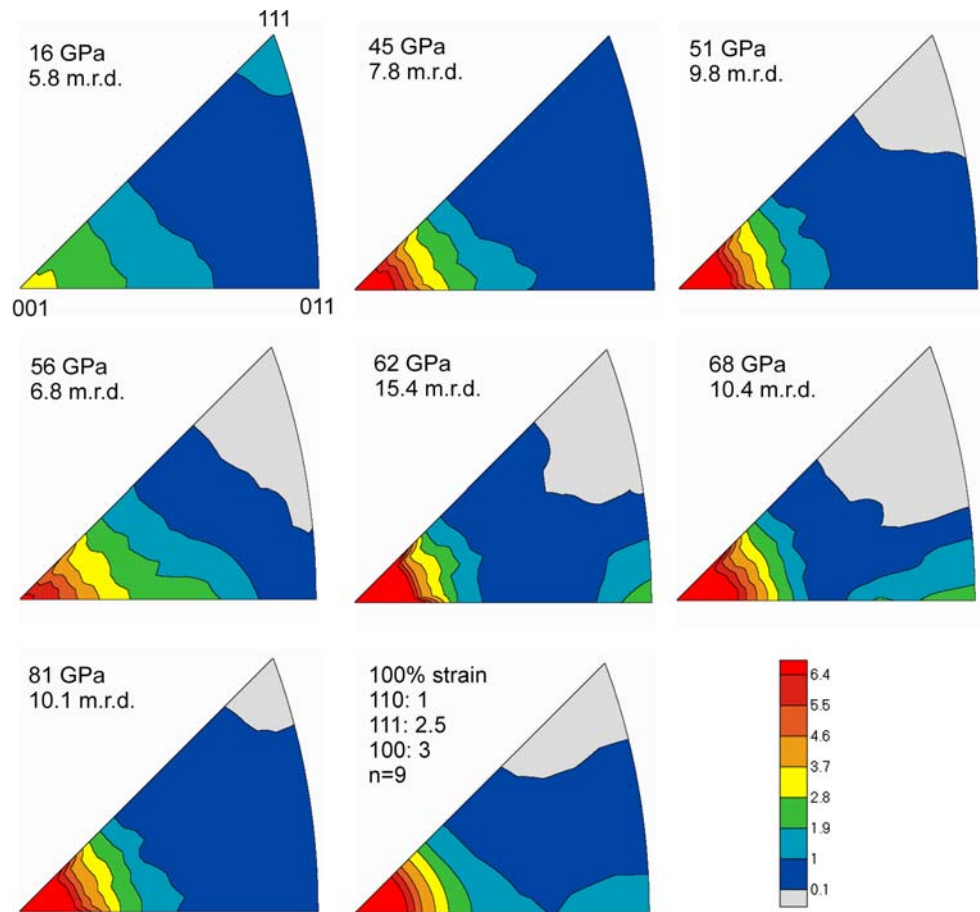 111
16 GPa
5.8 m.r.d.
001
011
45 GPa
7.8 m.r.d.
51 GPa
9.8 m.r.d.
56 GPa
6.8 m.r.d.
62 GPa
15.4 m.r.d.
68 GPa
10.4 m.r.d.
81 GPa
10.1 m.r.d.
100% strain
110: 1
111: 2.5
100: 3
n=9
6.4
5.5
4.6
3.7
2.8
1.9
1
0.1